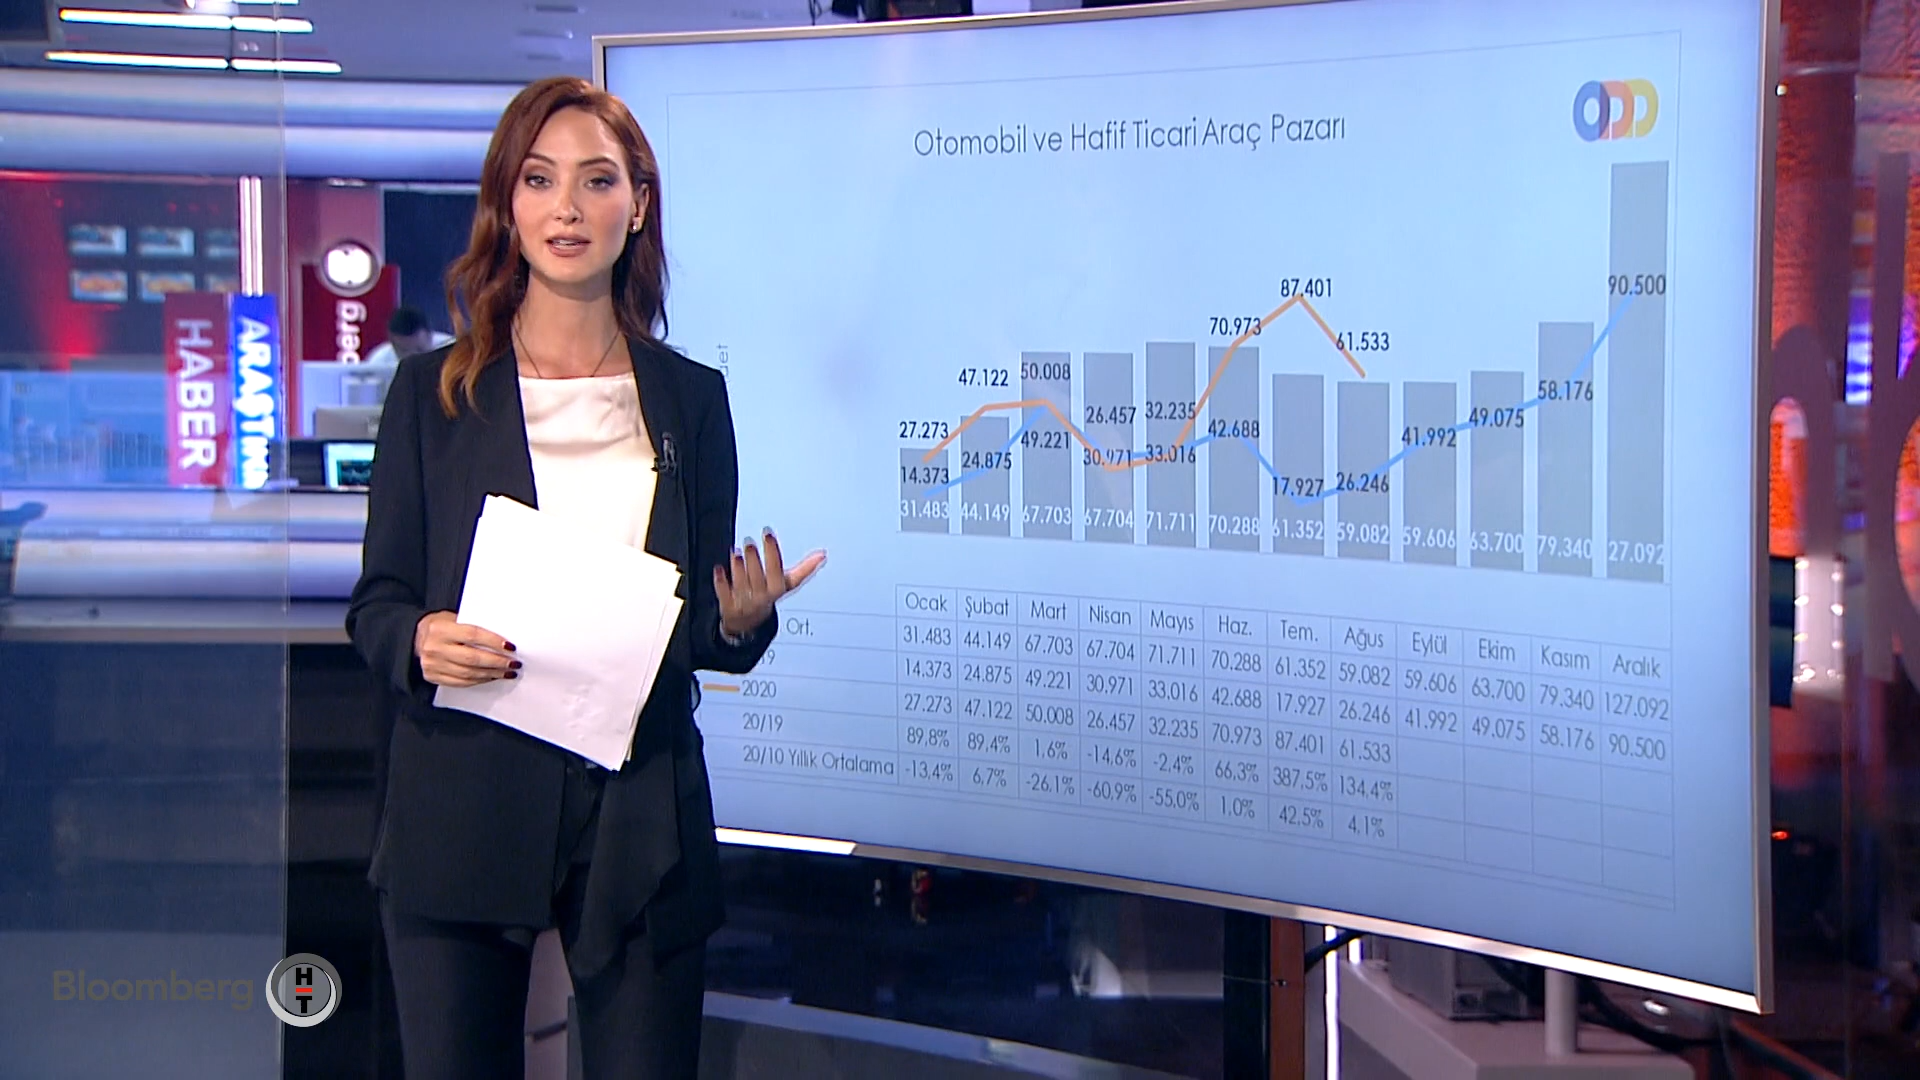 Otomobil ve Hafif Ticari Araç Pazarı
ODD
87.401
90.500
70.973
61.533
47.122
50.008
27.273
26.457
32.235
58.176
14.373
24.875
49.221
30.971
33.016
42.688
17.927
26.246
41.992
49.075
31.483 44.149 67.703 67.704 71.711 70.288 61.352 59.082 59.606 63.700 79.340 27.092
Ocak Şubat Mart Nisan Mayıs Haz. Tem. Ağus Eylül Ekim Kasım Aralık
Ort. 31.483 44.149 67.703 67.704 71.711 70.288 61.352 59.082 59.606 63.700 79.340 127.092
19 14.373 24.875 49.221 30.971 33.016 42.688 17.927 26.246 41.992 49.075 58.176 90.500
2020 27.273 47.122 50.008 26.457 32.235 70.973 87.401 61.533
20/19 89,8% 89,4% 1,6% -14,6% -2,4% 66,3% 387,5% 134,4%
20/10 Yıllık Ortalama -13,4% 6,7% -26,1% -60,9% -55,0% 1,0% 42,5% 4,1%
HABER
ARAŞTIRMA
berg
Bloomberg HT